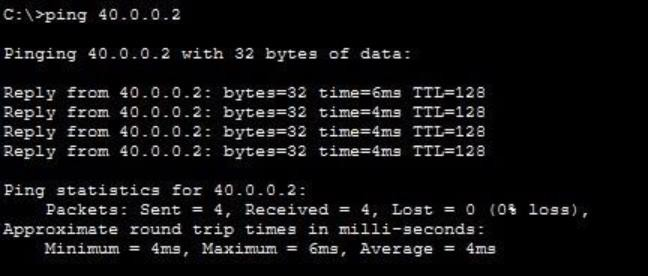 C:\>ping 40.0.0.2
Pinging 40.0.0.2 with 32 bytes of data:
Reply from 40.0.0.2: bytes=32 time=6ms TTL=128
Reply from 40.0.0.2: bytes=32 time=4ms TTL=128
Reply from 40.0.0.2: bytes=32 time=4ms TTL=128
Reply from 40.0.0.2: bytes=32 time=4ms TTL=128
Ping statistics for 40.0.0.2:
    Packets: Sent = 4, Received = 4, Lost = 0 (0% loss),
Approximate round trip times in milli-seconds:
    Minimum = 4ms, Maximum = 6ms, Average = 4ms